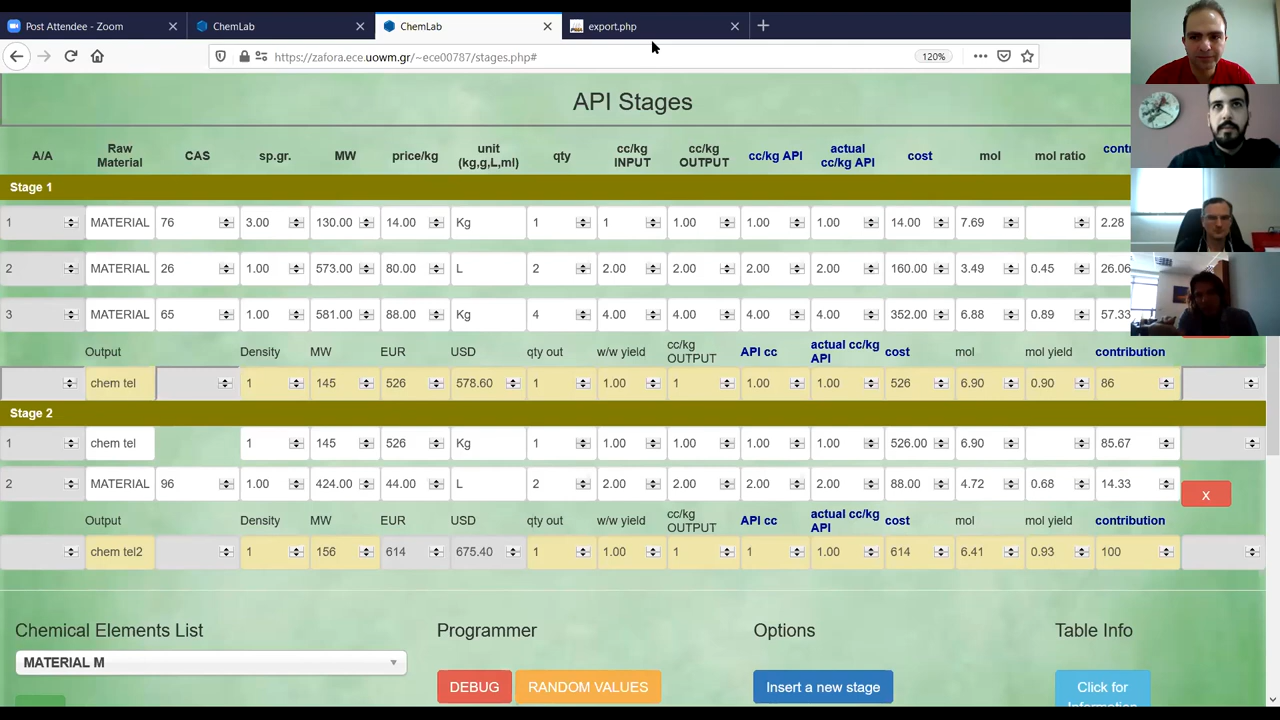 Post Attendee - Zoom ChemLab ChemLab export.php
https://zafora.ece.uowm.gr/~ece00787/stages.php# 120%
API Stages
A/A Raw Material CAS sp.gr. MW price/kg unit (kg,g,L,ml) qty cc/kg INPUT cc/kg OUTPUT cc/kg API actual cc/kg API cost mol mol ratio
Stage 1
1 MATERIAL 76 3.00 130.00 14.00 Kg 1 1 1.00 1.00 1.00 14.00 7.69 2.28
2 MATERIAL 26 1.00 573.00 80.00 L 2 2.00 2.00 2.00 2.00 160.00 3.49 0.45 26.06
3 MATERIAL 65 1.00 581.00 88.00 Kg 4 4.00 4.00 4.00 4.00 352.00 6.88 0.89 57.33
Output Density MW EUR USD qty out w/w yield cc/kg OUTPUT API cc actual cc/kg API cost mol mol yield contribution
chem tel 1 145 526 578.60 1 1.00 1 1.00 1.00 526 6.90 0.90 86
Stage 2
1 chem tel 1 145 526 Kg 1 1.00 1.00 1.00 1.00 526.00 6.90 85.67
2 MATERIAL 96 1.00 424.00 44.00 L 2 2.00 2.00 2.00 2.00 88.00 4.72 0.68 14.33
X
Output Density MW EUR USD qty out w/w yield cc/kg OUTPUT API cc actual cc/kg API cost mol mol yield contribution
chem tel2 1 156 614 675.40 1 1.00 1 1 1.00 614 6.41 0.93 100
Chemical Elements List Programmer Options Table Info
MATERIAL M
DEBUG RANDOM VALUES Insert a new stage Click for